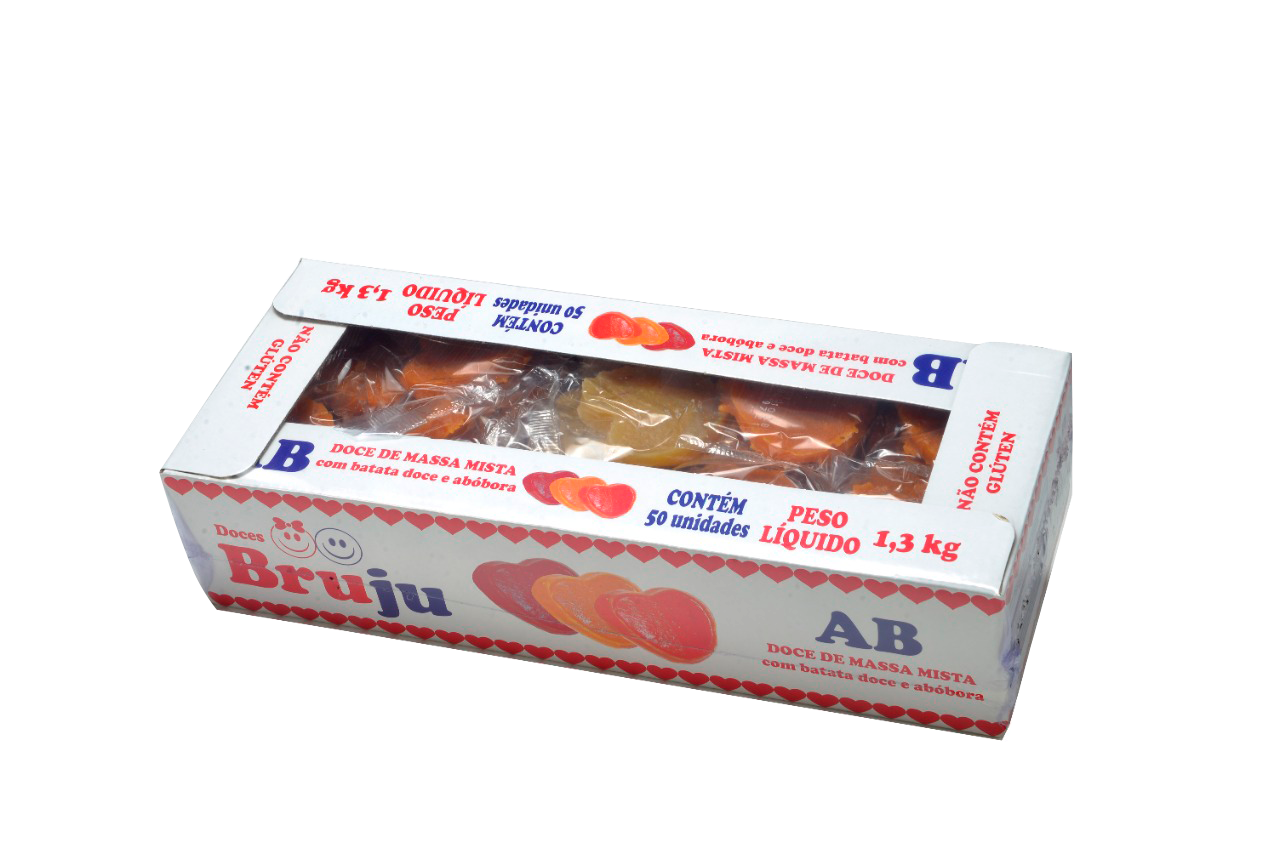 PESO
LÍQUIDO 1,3 kg
CONTÉM
50 unidades
DOCE DE MASSA MISTA
com batata doce e abóbora
B
NÃO CONTÉM
GLÚTEN
NÃO CONTÉM
GLÚTEN
AB
DOCE DE MASSA MISTA
com batata doce e abóbora
CONTÉM
50 unidades
PESO
LÍQUIDO 1,3 kg
Doces
Bruju
AB
DOCE DE MASSA MISTA
com batata doce e abóbora